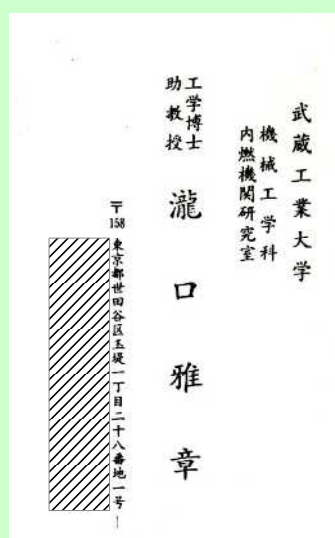 武蔵工業大学
機械工学科
内燃機関研究室
工学博士
助教授
瀧口雅章
〒158 東京都世田谷区玉堤一丁目二十八番地一号